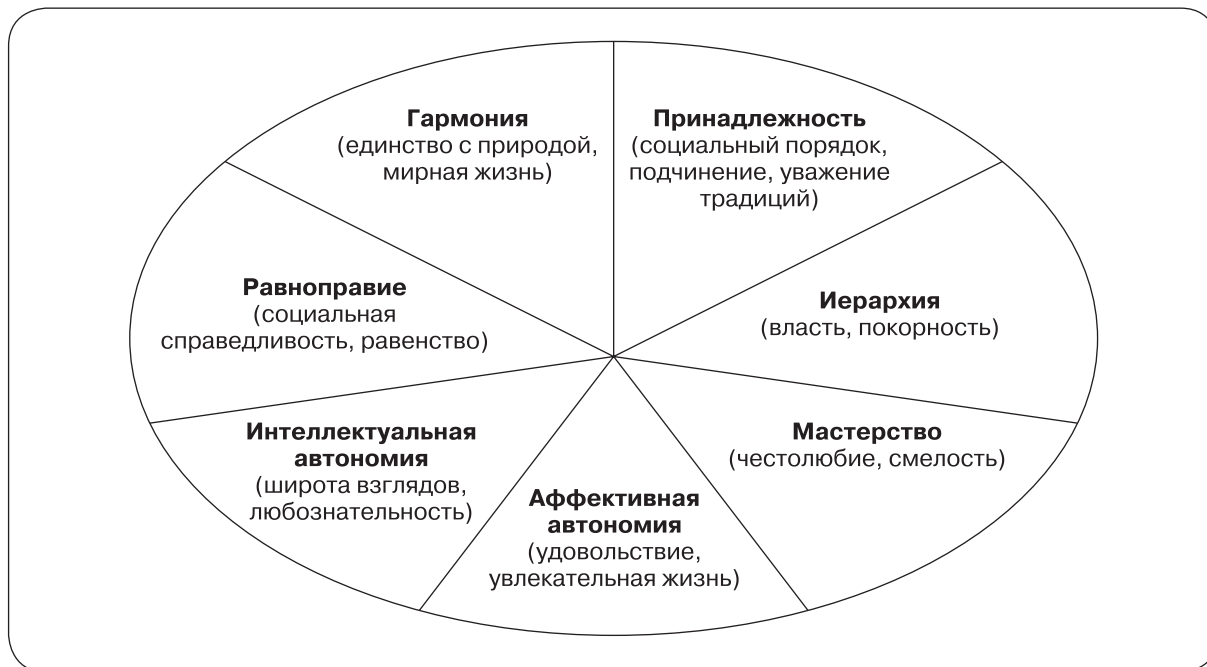 Гармония
(единство с природой,
мирная жизнь)
Принадлежность
(социальный порядок,
подчинение, уважение
традиций)
Равноправие
(социальная
справедливость, равенство)
Иерархия
(власть, покорность)
Интеллектуальная
автономия
(широта взглядов,
любознательность)
Аффективная
автономия
(удовольствие,
увлекательная жизнь)
Мастерство
(честолюбие, смелость)